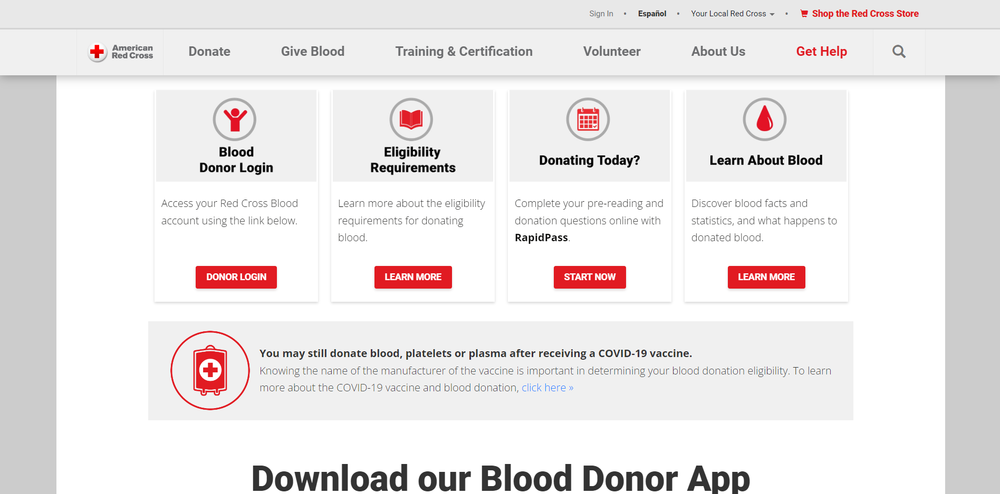 Sign In • Español • Your Local Red Cross • Shop the Red Cross Store
American
Red Cross
Donate
Give Blood
Training & Certification
Volunteer
About Us
Get Help
Blood
Donor Login
Access your Red Cross Blood
account using the link below.
DONOR LOGIN
Eligibility
Requirements
Learn more about the eligibility
requirements for donating
blood.
LEARN MORE
Donating Today?
Complete your pre-reading and
donation questions online with
RapidPass.
START NOW
Learn About Blood
Discover blood facts and
statistics, and what happens to
donated blood.
LEARN MORE
You may still donate blood, platelets or plasma after receiving a COVID-19 vaccine.
Knowing the name of the manufacturer of the vaccine is important in determining your blood donation eligibility. To learn
more about the COVID-19 vaccine and blood donation, click here »
Download our Blood Donor App